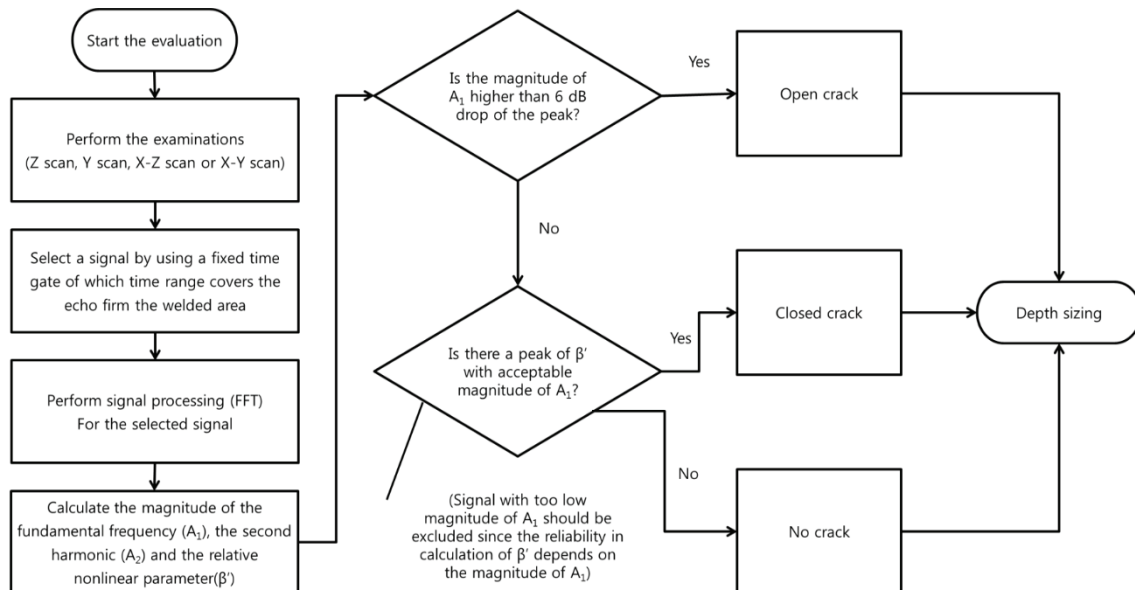 Start the evaluation
Perform the examinations
(Z scan, Y scan, X-Z scan or X-Y scan)
Select a signal by using a fixed time
gate of which time range covers the
echo firm the welded area
Perform signal processing (FFT)
For the selected signal
Calculate the magnitude of the
fundamental frequency (A₁), the second
harmonic (A₂) and the relative
nonlinear parameter(β′)
Is the magnitude of
A₁ higher than 6 dB
drop of the peak?
Yes
Open crack
No
Is there a peak of β′
with acceptable
magnitude of A₁?
Yes
Closed crack
Depth sizing
No
No crack
(Signal with too low
magnitude of A₁ should be
excluded since the reliability in
calculation of β′ depends on
the magnitude of A₁)